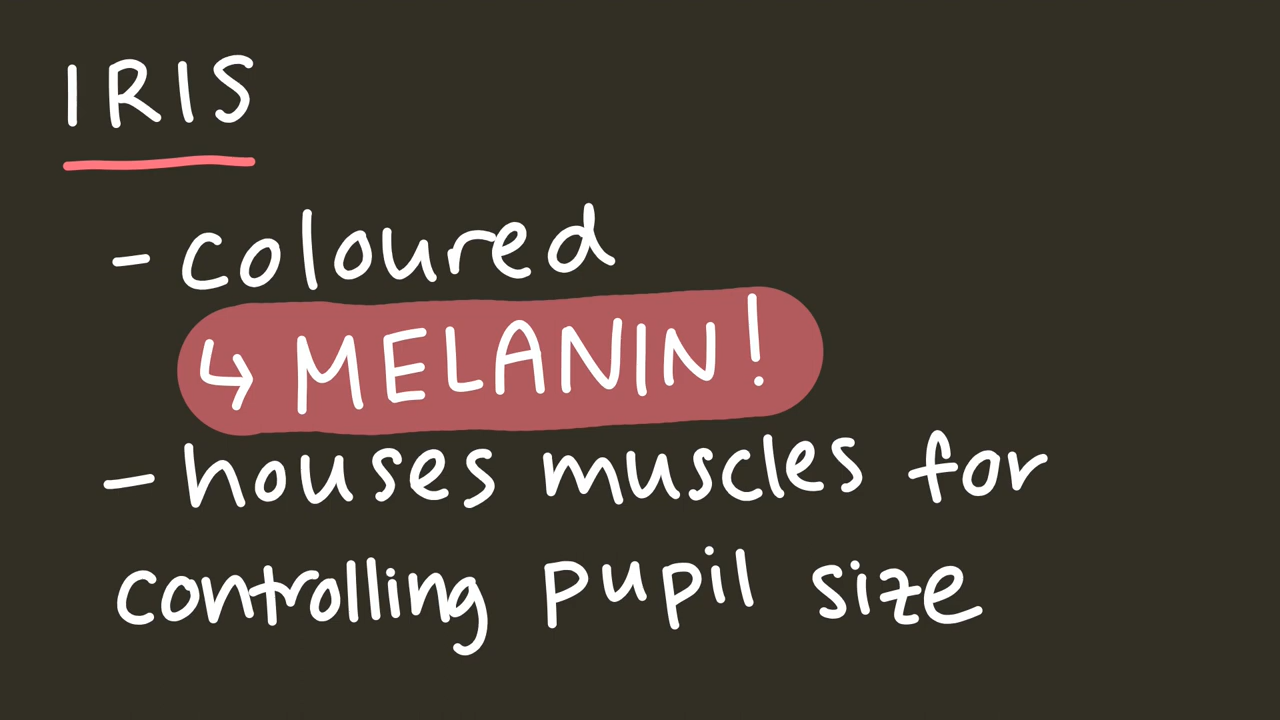 IRIS
- coloured
↳ MELANIN!
- houses muscles for
controlling pupil size